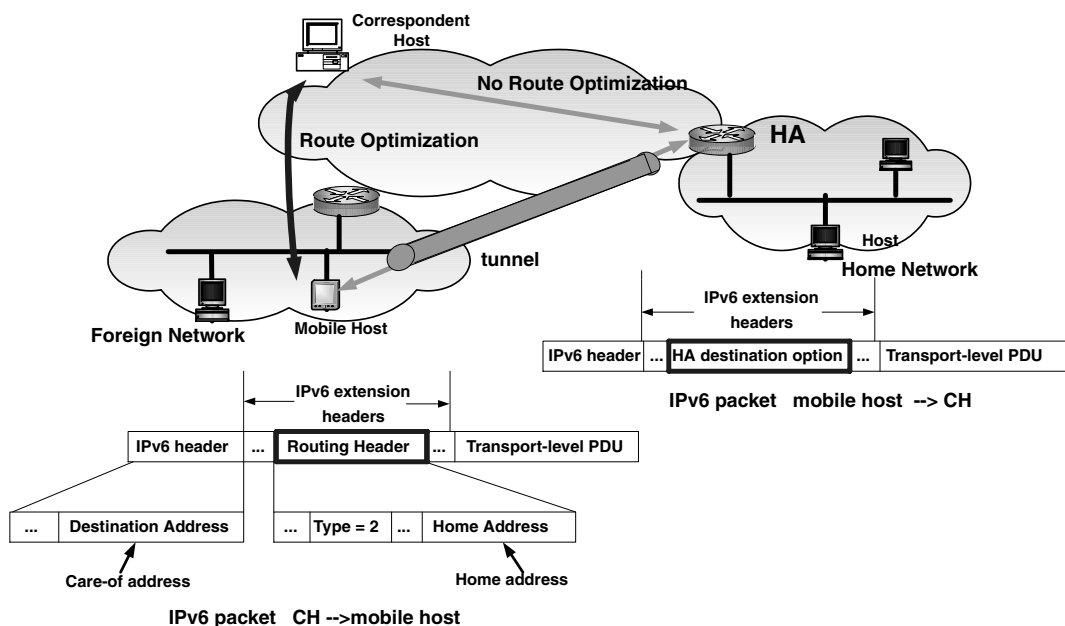 Correspondent
Host
No Route Optimization
HA
Route Optimization
tunnel
Host
Home Network
Foreign Network
Mobile Host
IPv6 extension
headers
IPv6 header
...
HA destination option
...
Transport-level PDU
IPv6 packet mobile host --> CH
IPv6 extension
headers
IPv6 header
...
Routing Header
...
Transport-level PDU
...
Destination Address
...
Type = 2
...
Home Address
Care-of address
Home address
IPv6 packet CH -->mobile host